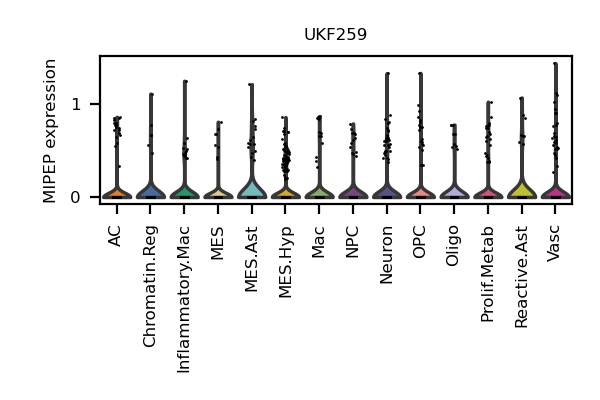 UKF259
MIPEP expression
1
0
AC
Chromatin.Reg
Inflammatory.Mac
MES
MES.Ast
MES.Hyp
Mac
NPC
Neuron
OPC
Oligo
Prolif.Metab
Reactive.Ast
Vasc